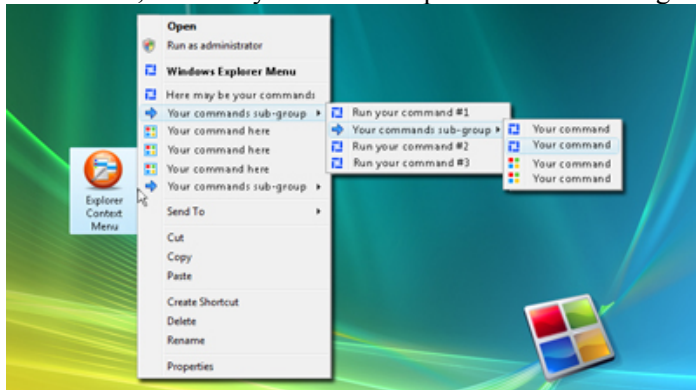 Open
Run as administrator
Windows Explorer Menu
Here may be your commands
Your commands sub-group
Your command here
Your command here
Your command here
Your commands sub-group
Send To
Cut
Copy
Paste
Create Shortcut
Delete
Rename
Properties
Run your command #1
Your commands sub-group
Run your command #2
Run your command #3
Your command
Your command
Your command
Your command
Explorer
Context
Menu